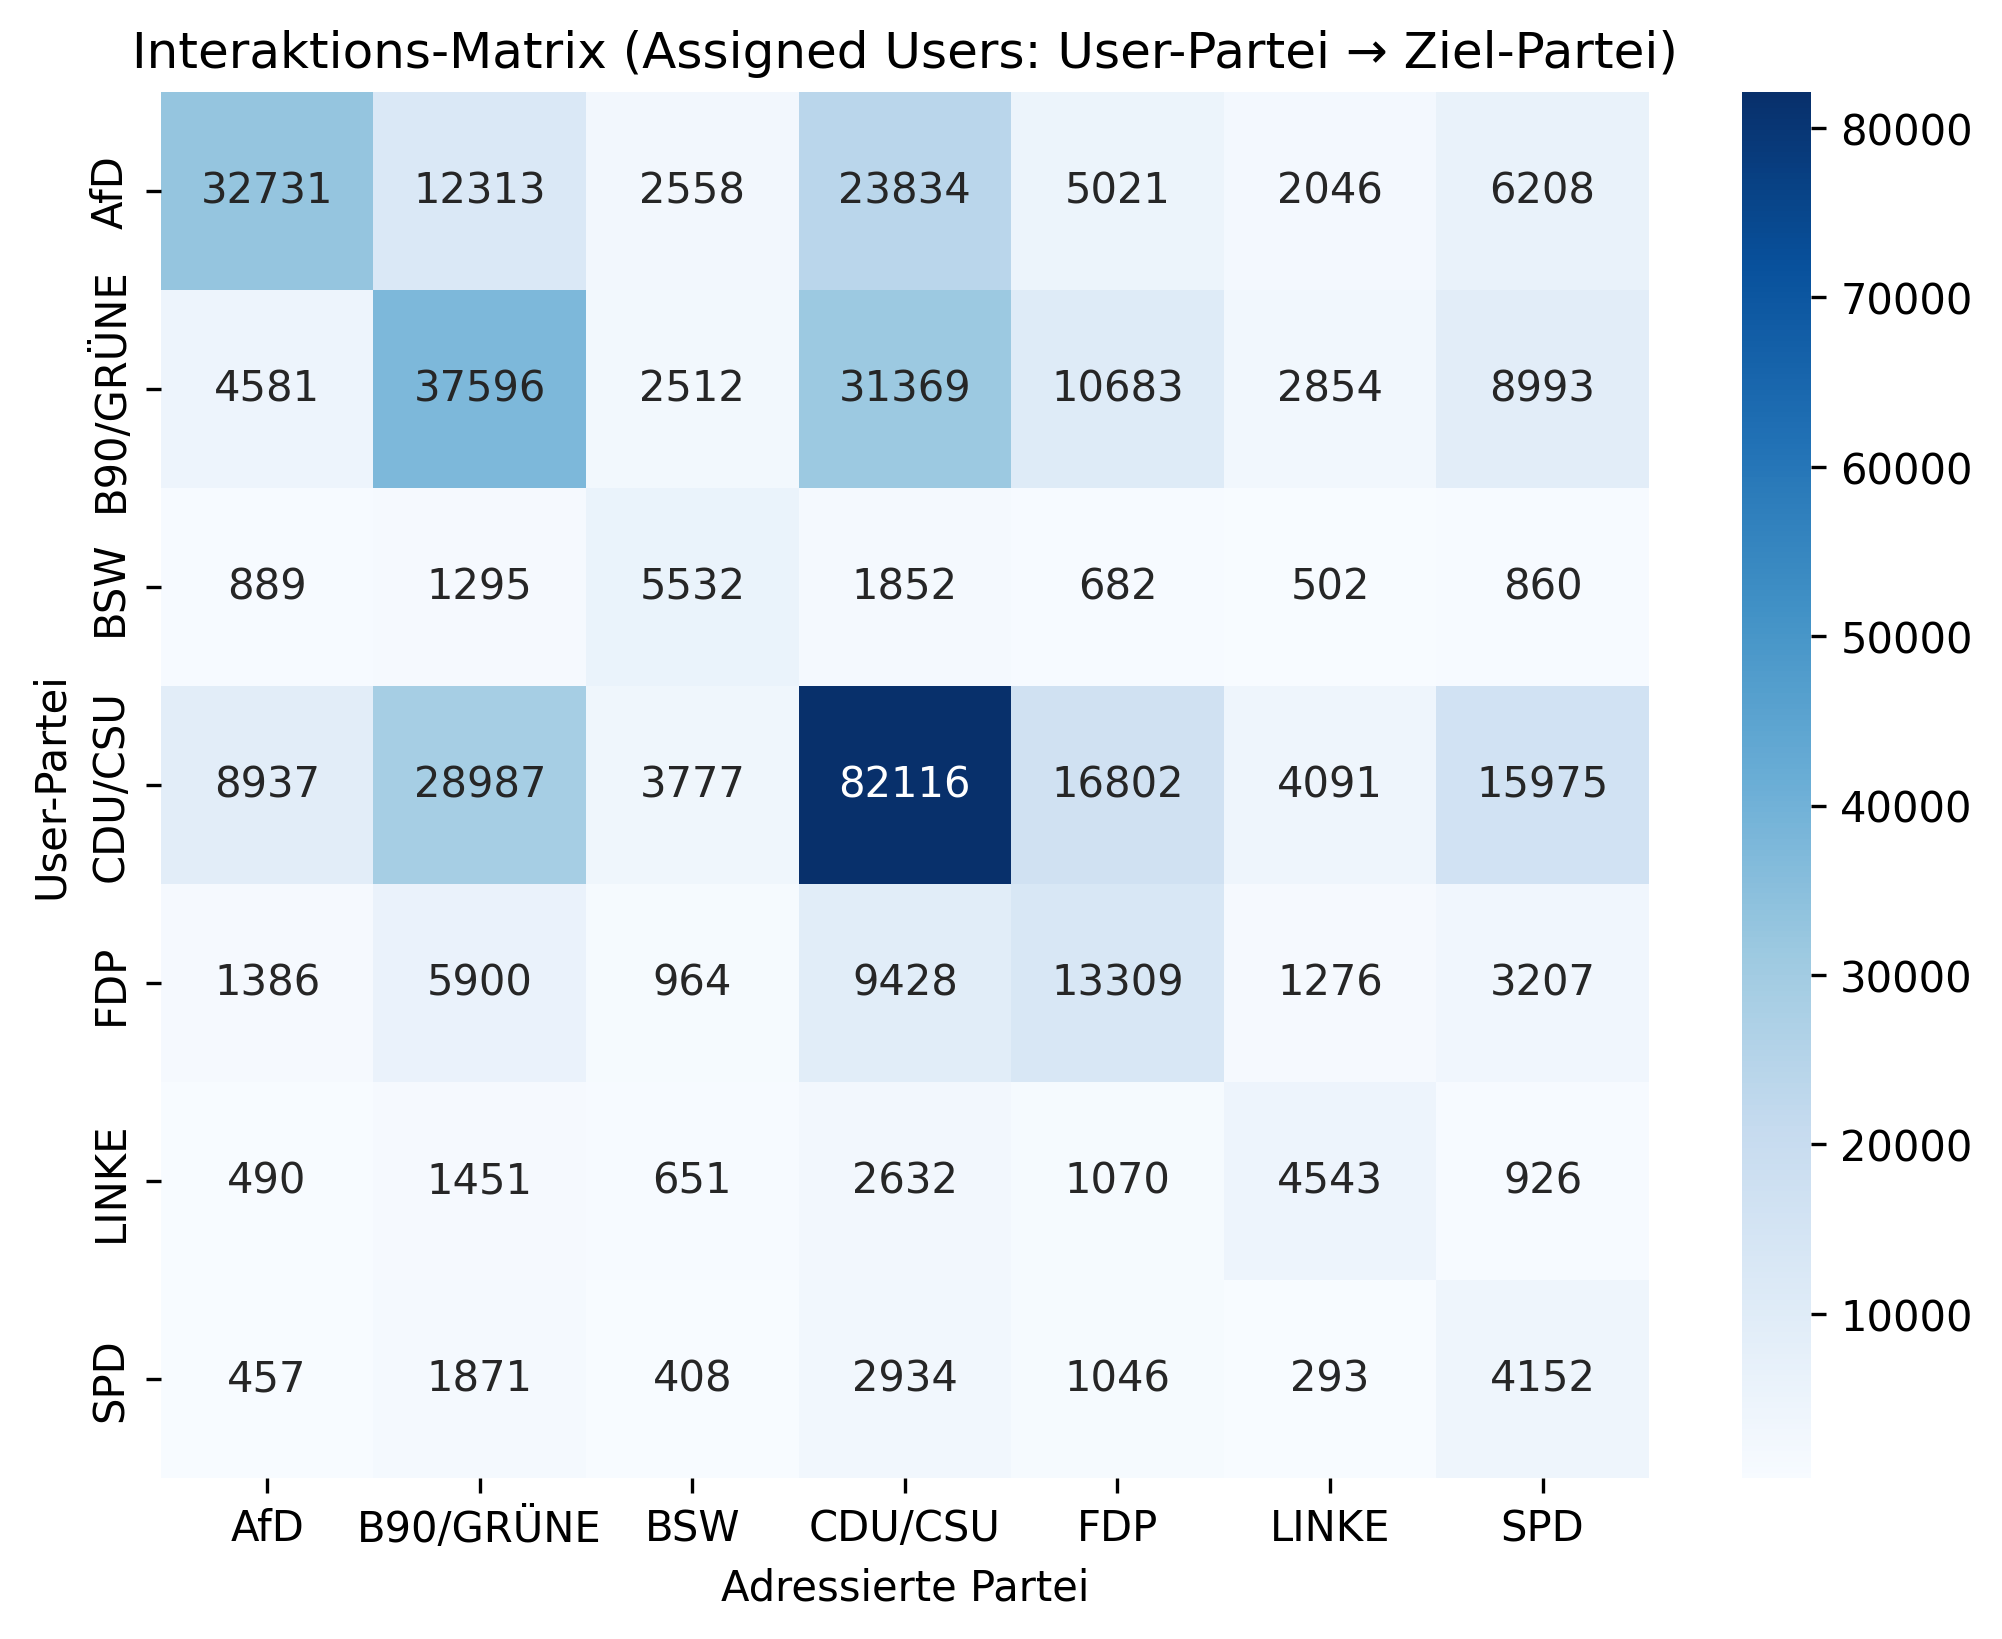 Interaktions-Matrix (Assigned Users: User-Partei → Ziel-Partei)
User-Partei
AfD 32731 12313 2558 23834 5021 2046 6208
B90/GRÜNE 4581 37596 2512 31369 10683 2854 8993
BSW 889 1295 5532 1852 682 502 860
CDU/CSU 8937 28987 3777 82116 16802 4091 15975
FDP 1386 5900 964 9428 13309 1276 3207
LINKE 490 1451 651 2632 1070 4543 926
SPD 457 1871 408 2934 1046 293 4152
AfD B90/GRÜNE BSW CDU/CSU FDP LINKE SPD
Adressierte Partei
80000
70000
60000
50000
40000
30000
20000
10000